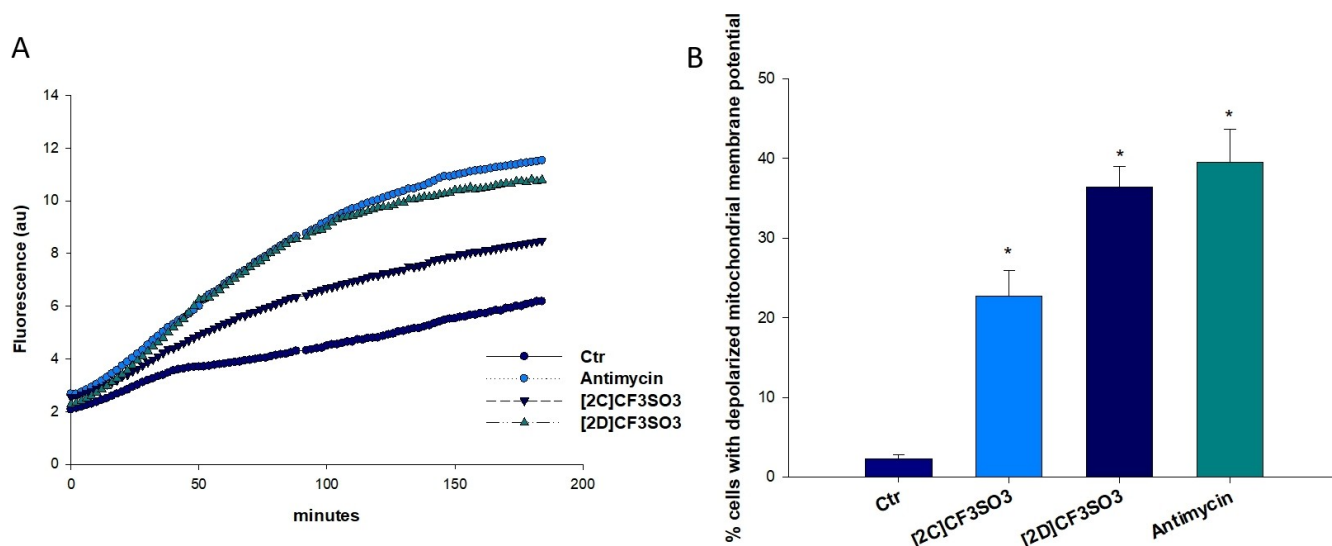 A
Fluorescence (au)
14
12
10
8
6
4
2
0
0
50
100
150
200
minutes
Ctr
Antimycin
[2C]CF3SO3
[2D]CF3SO3
B
% cells with depolarized mitochondrial membrane potential
50
40
30
20
10
0
*
*
*
Ctr
[2C]CF3SO3
[2D]CF3SO3
Antimycin